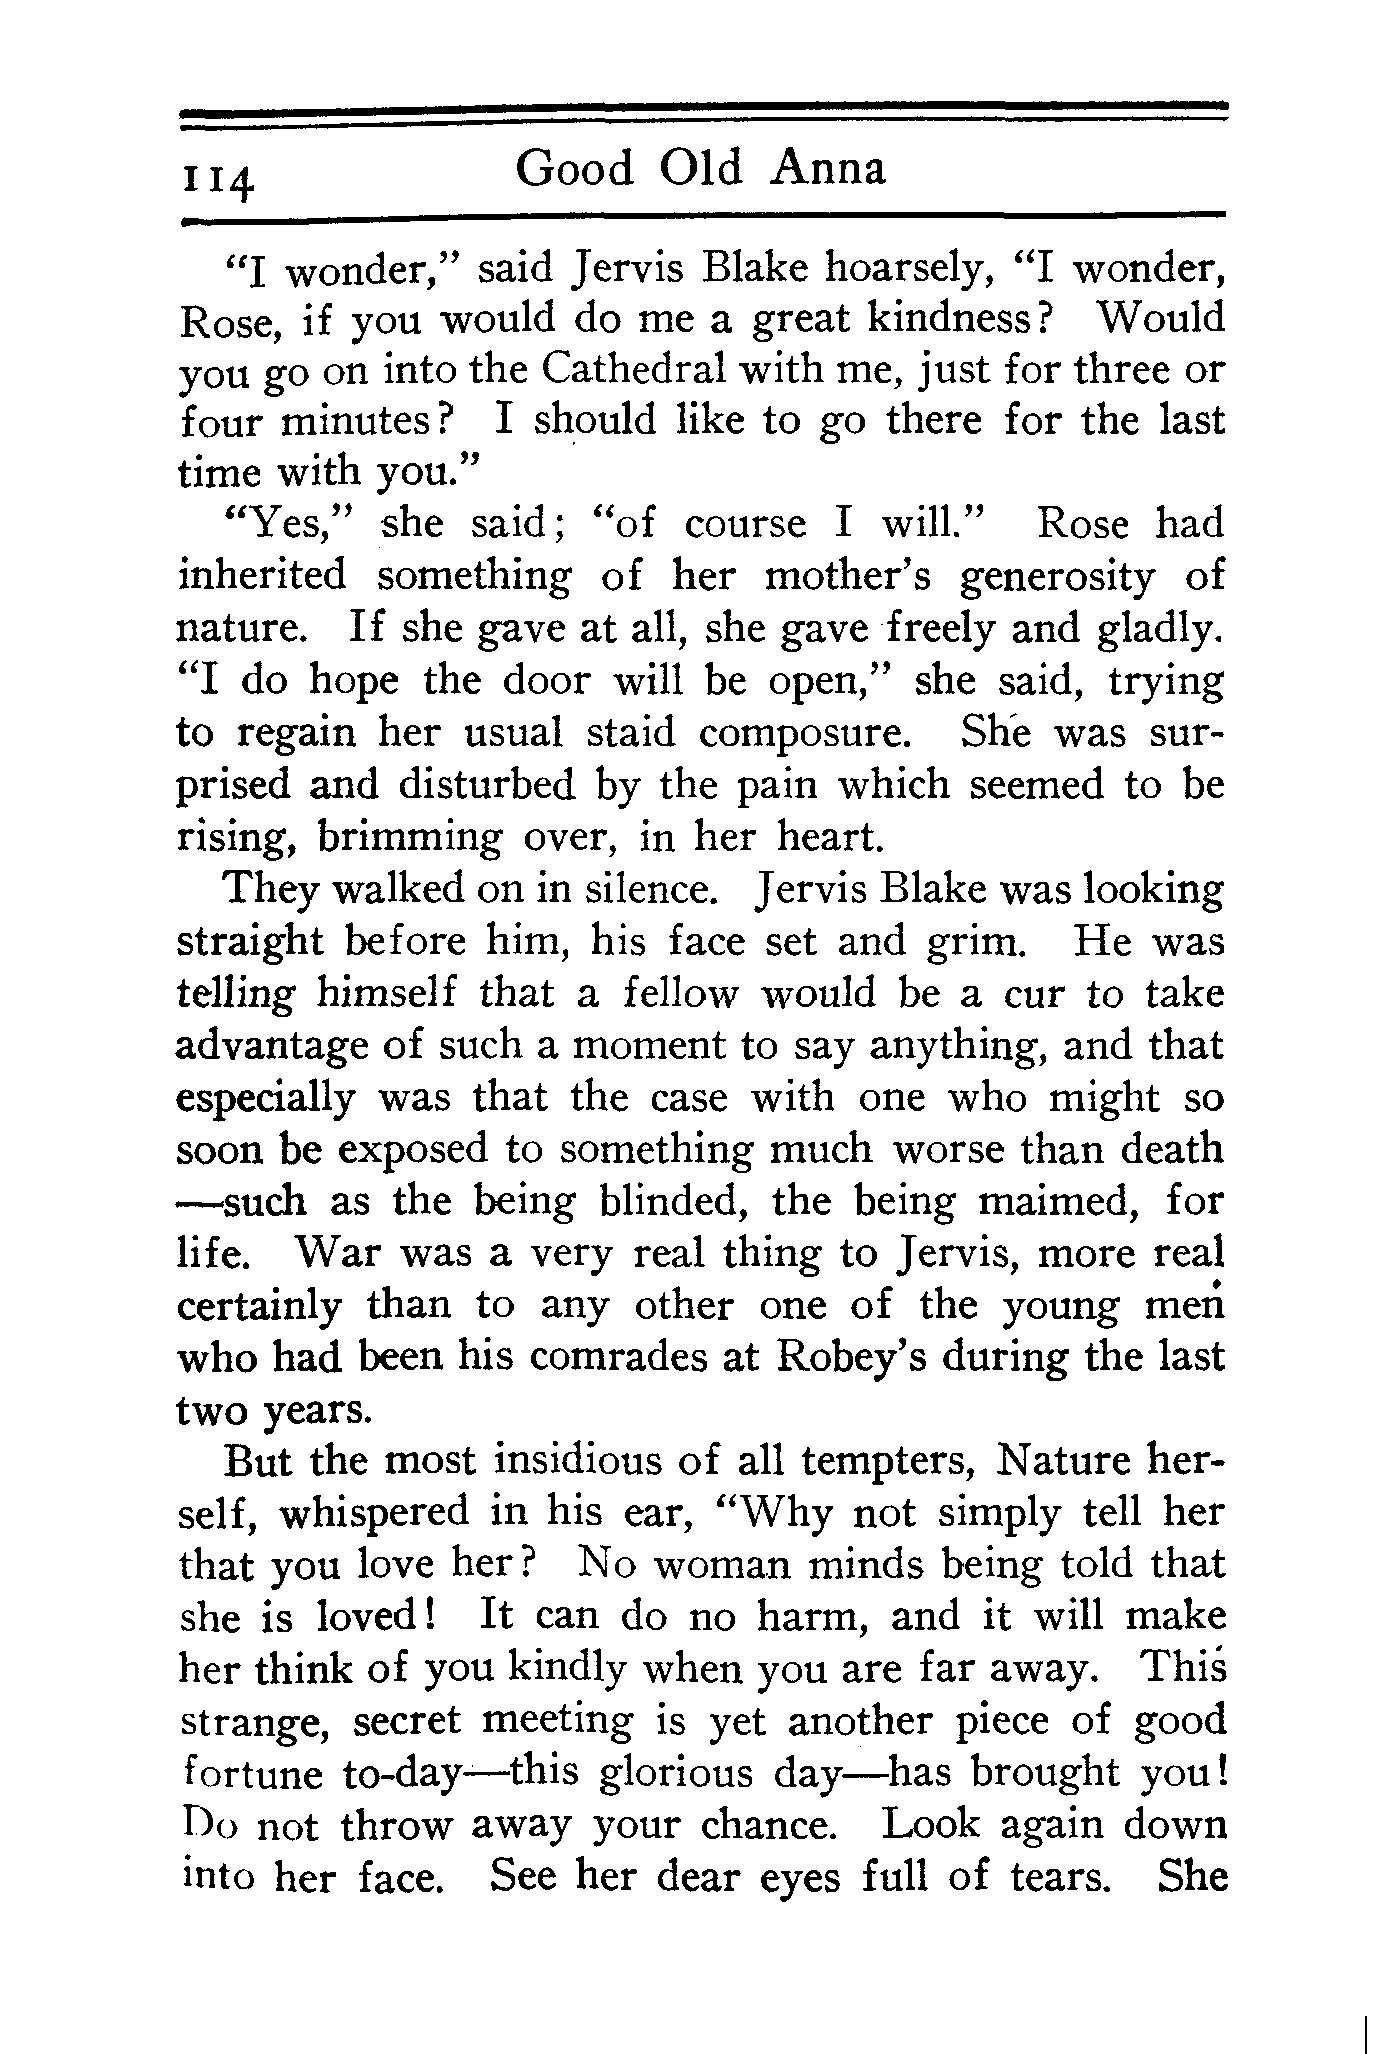 114 Good Old Anna
“I wonder,” said Jervis Blake hoarsely, “I wonder,
Rose, if you would do me a great kindness? Would
you go on into the Cathedral with me, just for three or
four minutes? I should like to go there for the last
time with you.”
“Yes,” she said; “of course I will.” Rose had
inherited something of her mother’s generosity of
nature. If she gave at all, she gave freely and gladly.
“I do hope the door will be open,” she said, trying
to regain her usual staid composure. She was sur-
prised and disturbed by the pain which seemed to be
rising, brimming over, in her heart.
They walked on in silence. Jervis Blake was looking
straight before him, his face set and grim. He was
telling himself that a fellow would be a cur to take
advantage of such a moment to say anything, and that
especially was that the case with one who might so
soon be exposed to something much worse than death
—such as the being blinded, the being maimed, for
life. War was a very real thing to Jervis, more real
certainly than to any other one of the young men
who had been his comrades at Robey’s during the last
two years.
But the most insidious of all tempters, Nature her-
self, whispered in his ear, “Why not simply tell her
that you love her? No woman minds being told that
she is loved! It can do no harm, and it will make
her think of you kindly when you are far away. This
strange, secret meeting is yet another piece of good
fortune to-day—this glorious day—has brought you!
Do not throw away your chance. Look again down
into her face. See her dear eyes full of tears. She